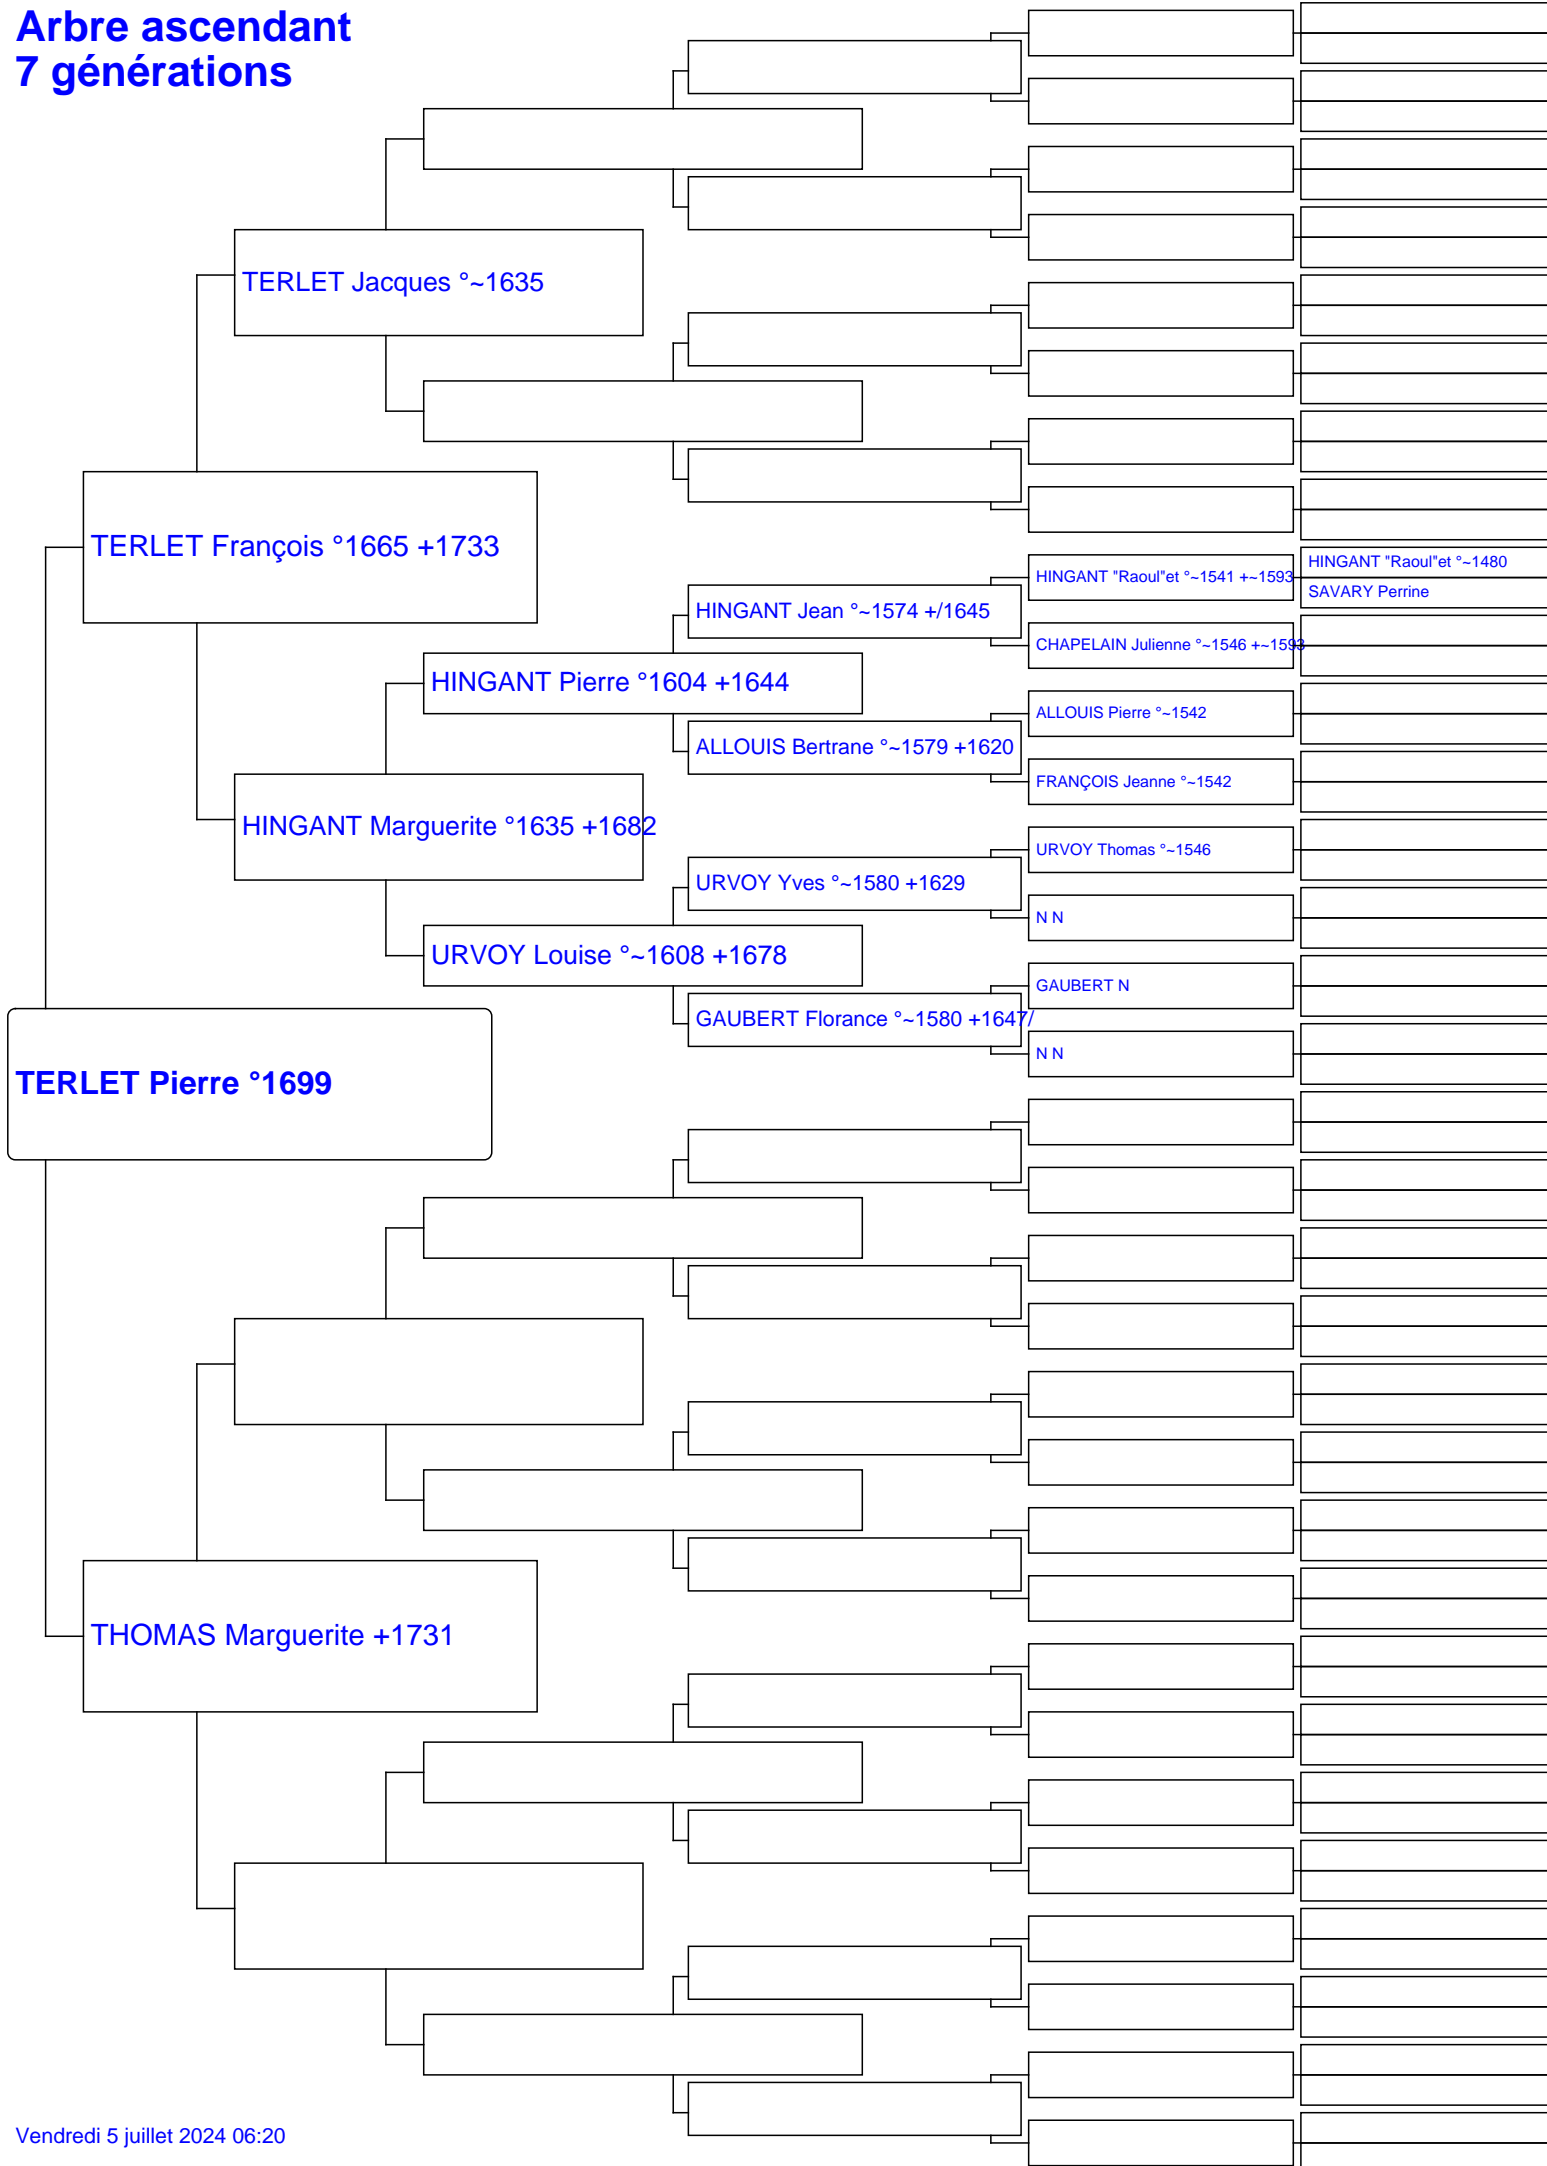 Arbre ascendant
7 générations
TERLET Jacques °~1635
TERLET François °1665 +1733
HINGANT "Raoul"et °~1541 +~1593
HINGANT "Raoul"et °~1480
SAVARY Perrine
HINGANT Jean °~1574 +/1645
CHAPELAIN Julienne °~1546 +~1593
HINGANT Pierre °1604 +1644
ALLOUIS Pierre °~1542
ALLOUIS Bertrane °~1579 +1620
FRANÇOIS Jeanne °~1542
HINGANT Marguerite °1635 +1682
URVOY Thomas °~1546
URVOY Yves °~1580 +1629
N N
URVOY Louise °~1608 +1678
GAUBERT N
GAUBERT Florance °~1580 +1647/
N N
TERLET Pierre °1699
THOMAS Marguerite +1731
Vendredi 5 juillet 2024 06:20